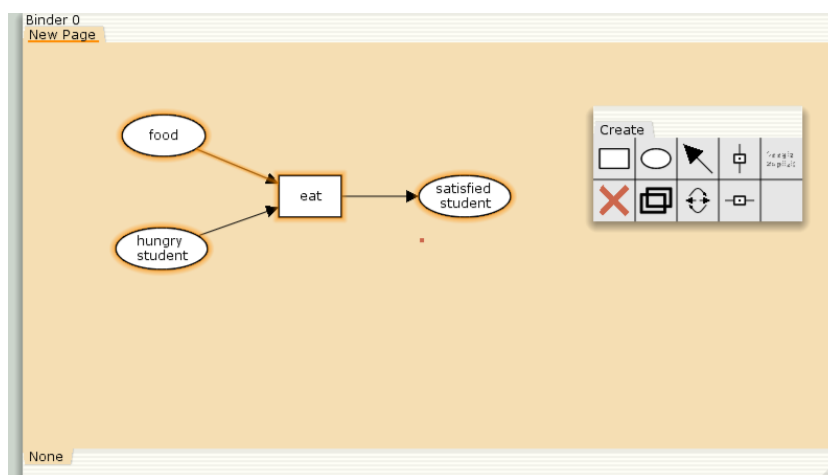 Binder 0
New Page
food
eat
satisfied
student
hungry
student
Create
None